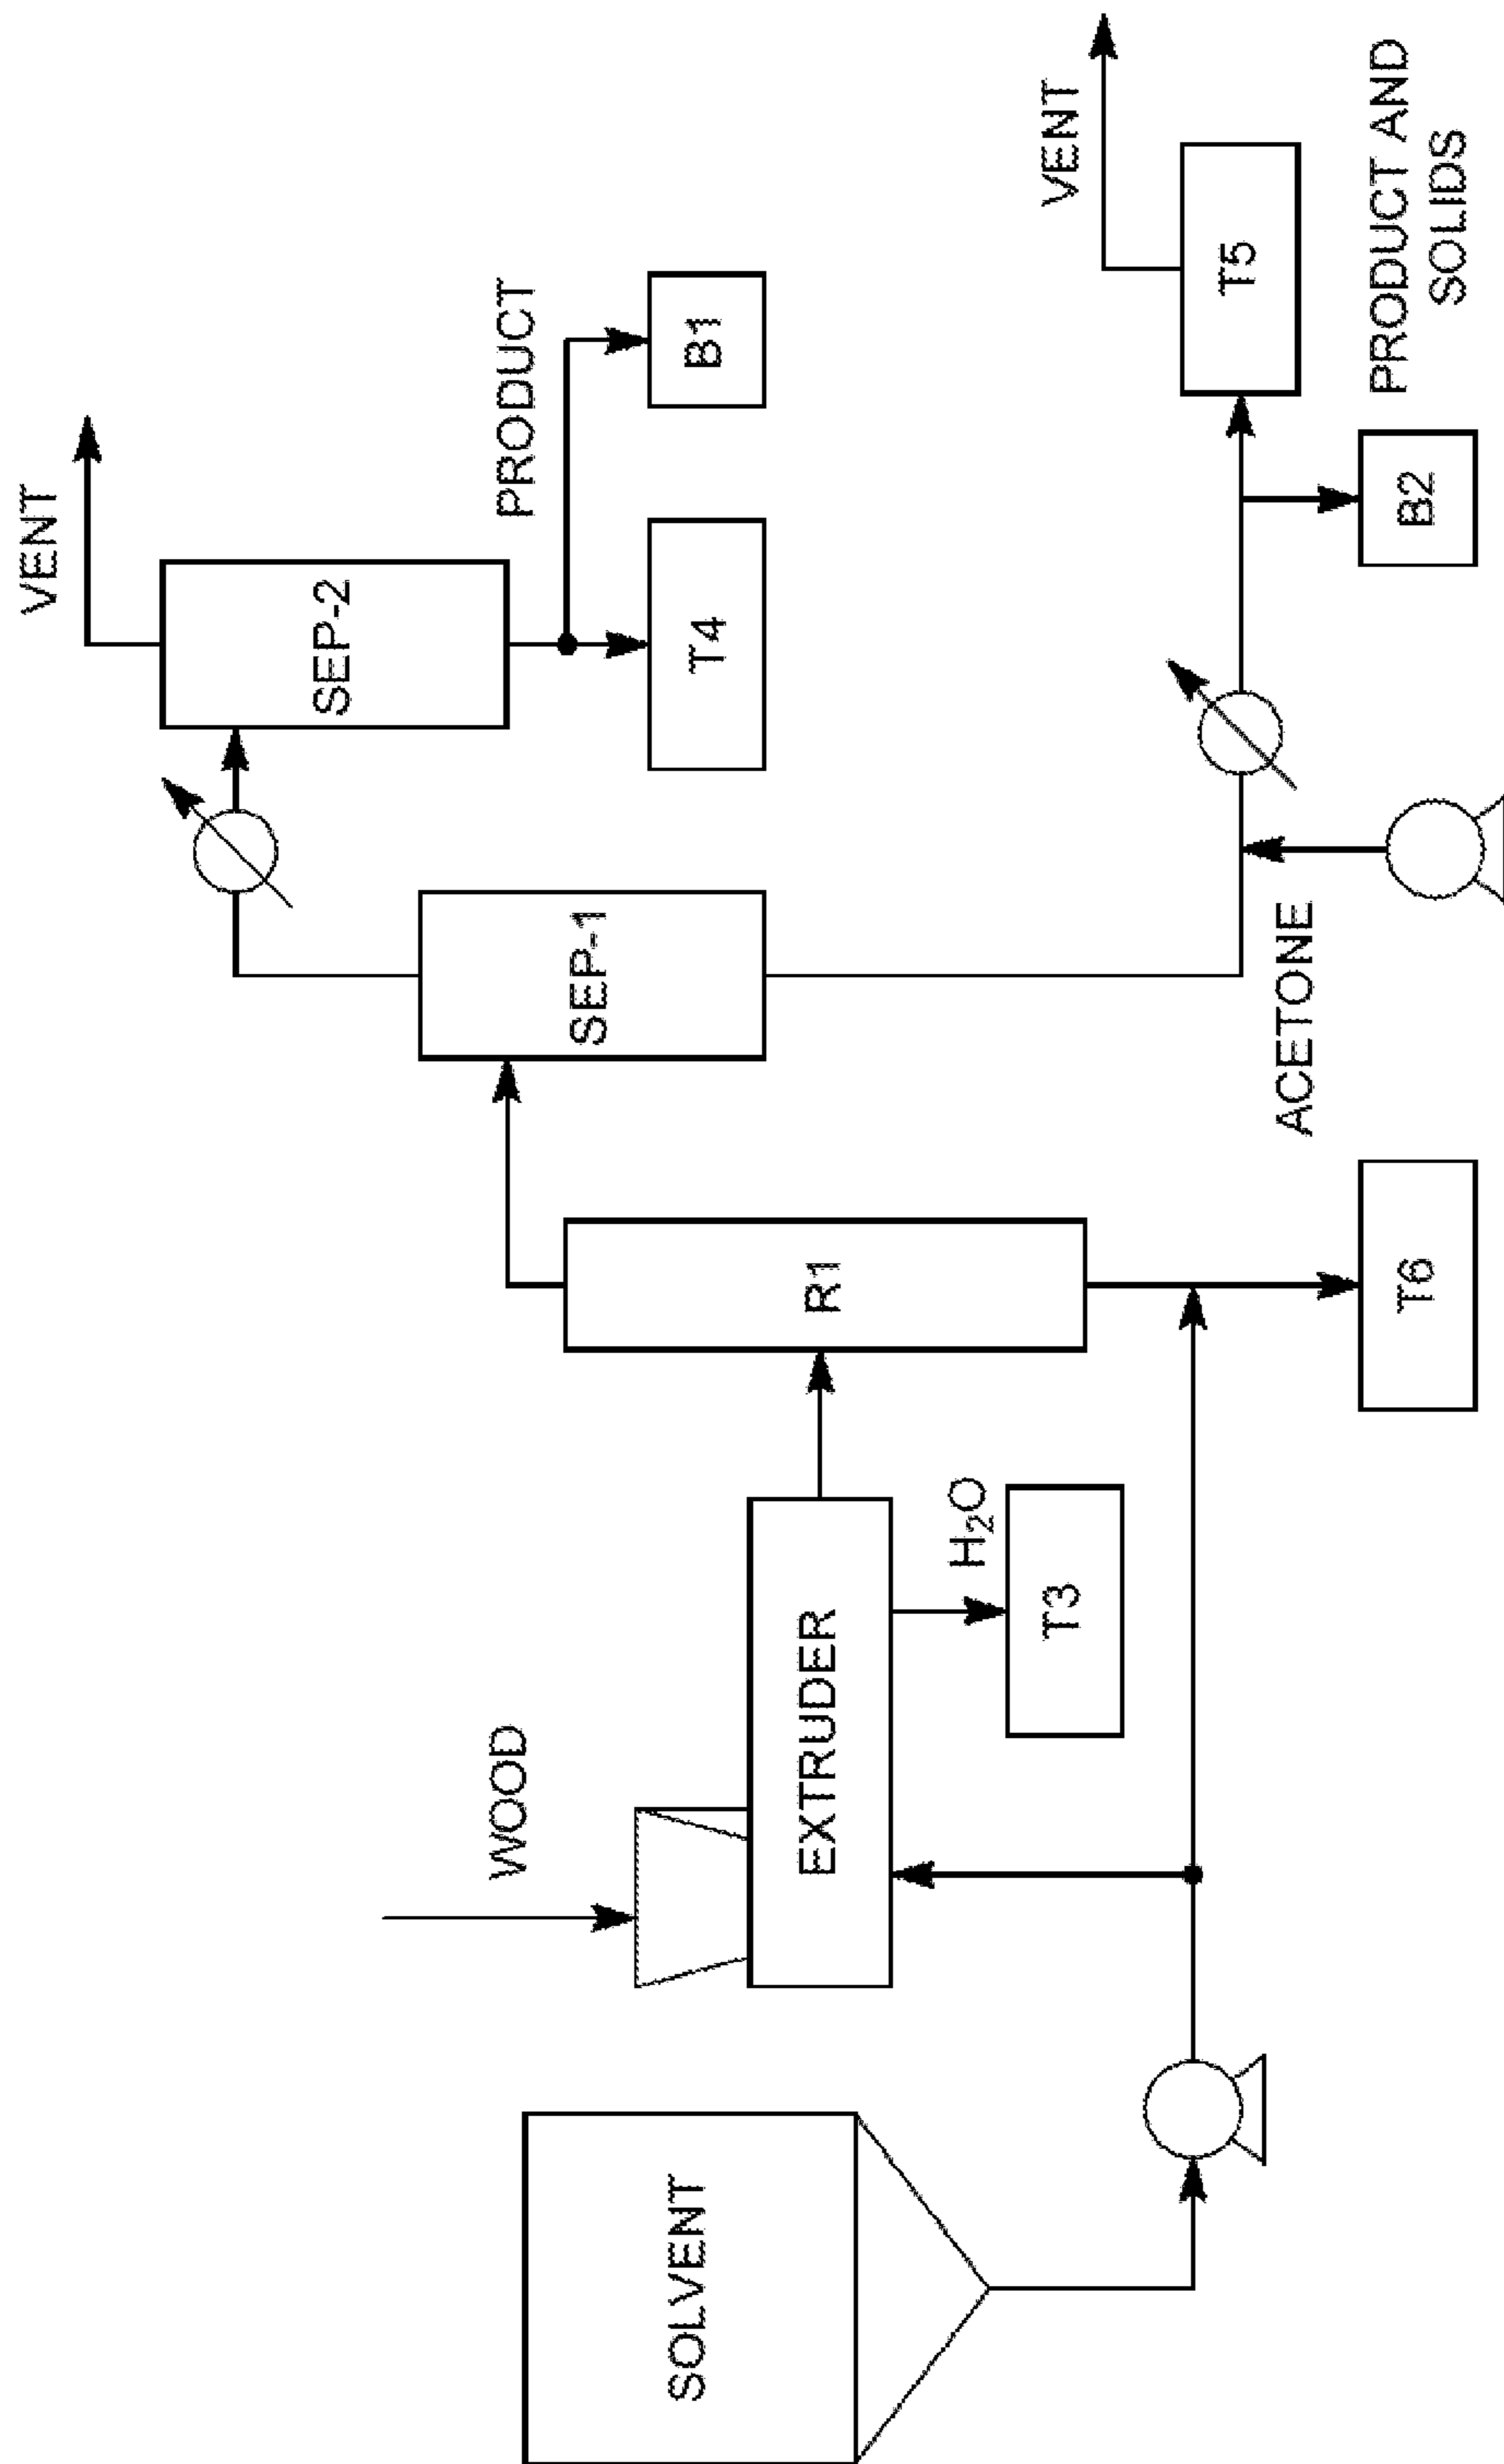 SOLVENT
WOOD
EXTRUDER
H₂O
T3
R1
T6
SEP-1
ACETONE
SEP-2
VENT
PRODUCT
T4
B1
B2
T5
VENT
PRODUCT AND
SOLIDS